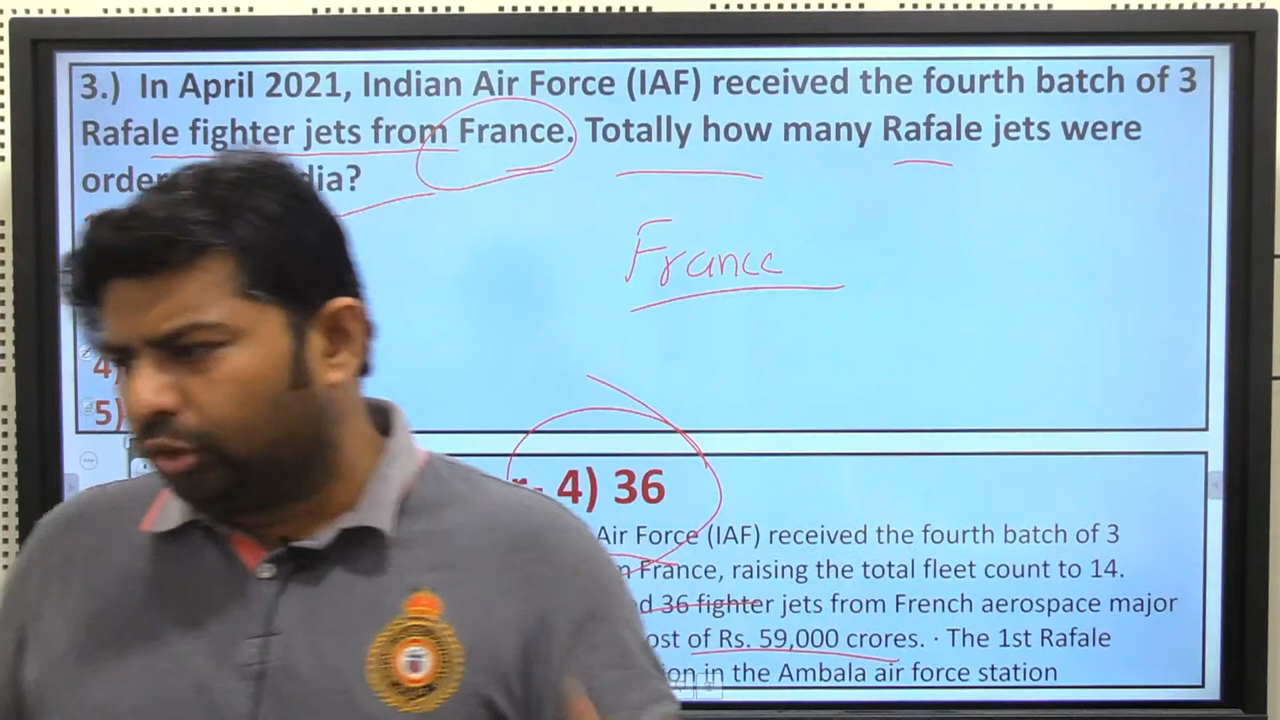 3.) In April 2021, Indian Air Force (IAF) received the fourth batch of 3
Rafale fighter jets from France. Totally how many Rafale jets were
order dia?
France
4)
5)
4) 36
Air Force (IAF) received the fourth batch of 3
France, raising the total fleet count to 14.
d 36 fighter jets from French aerospace major
ost of Rs. 59,000 crores. · The 1st Rafale
on in the Ambala air force station